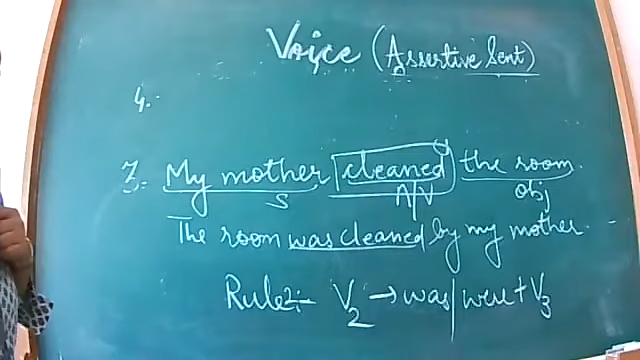 Voice (Assertive Sent)
4.
3. My mother cleaned the room.
S M/V obj
The room was cleaned by my mother.
Rule:- V2 → was/were + V3